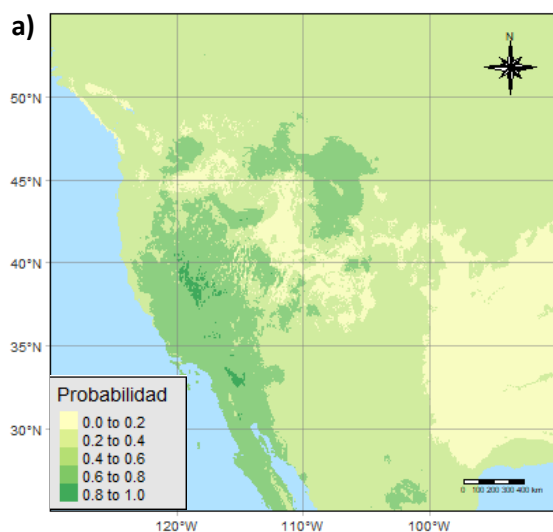 a)
N
50°N
45°N
40°N
35°N
30°N
Probabilidad
0.0 to 0.2
0.2 to 0.4
0.4 to 0.6
0.6 to 0.8
0.8 to 1.0
0 100 200 300 400 km
120°W 110°W 100°W